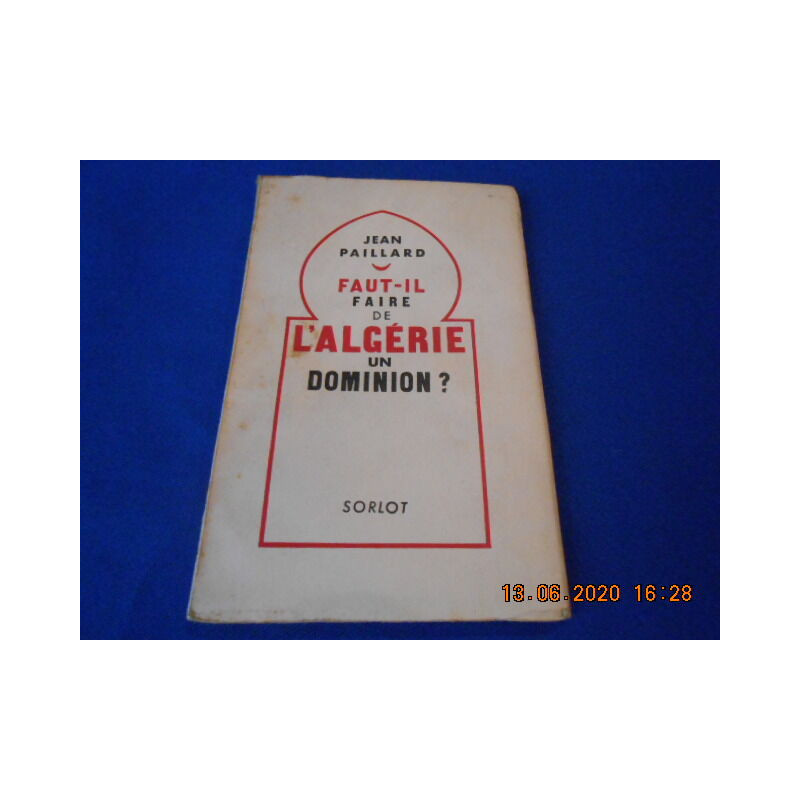 JEAN
PAILLARD
FAUT-IL
FAIRE
DE
L'ALGÉRIE
UN
DOMINION ?
SORLOT
13.06.2020 16:28